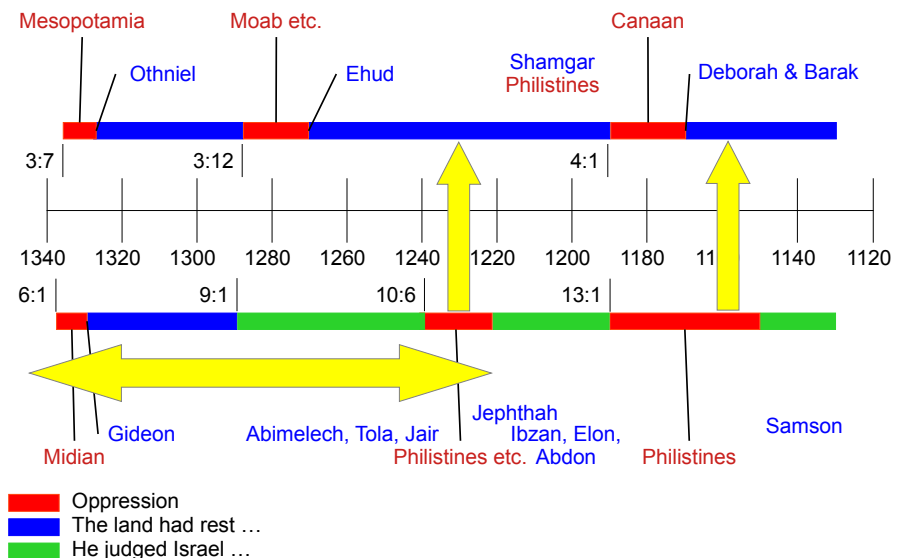 Mesopotamia
Moab etc.
Canaan
Othniel
Ehud
Shamgar
Philistines
Deborah & Barak
3:7
3:12
4:1
1340 1320 1300 1280 1260 1240 1220 1200 1180 1140 1120
6:1
9:1
10:6
13:1
Gideon
Midian
Abimelech, Tola, Jair
Jephthah
Ibzan, Elon,
Abdon
Philistines etc.
Philistines
Samson
Oppression
The land had rest …
He judged Israel …